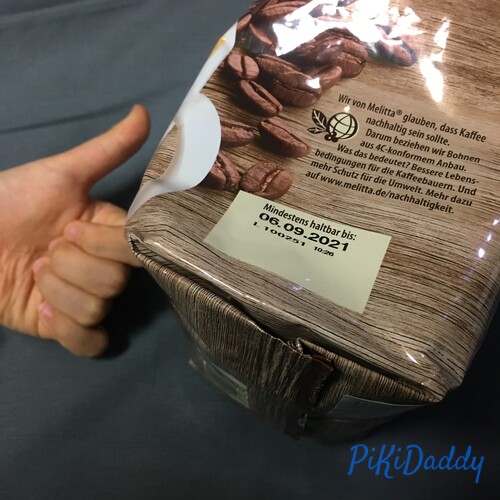 Wir von Melitta® glauben, dass Kaffee
nachhaltig sein sollte.
Darum beziehen wir Bohnen
aus 4C-konformem Anbau.
Was das bedeutet? Bessere Lebens-
bedingungen für die Kaffeebauern. Und
mehr Schutz für die Umwelt. Mehr dazu
auf www.melitta.de/nachhaltigkeit.
Mindestens haltbar bis:
06.09.2021
L 100251 10:26
PiKiDaddy